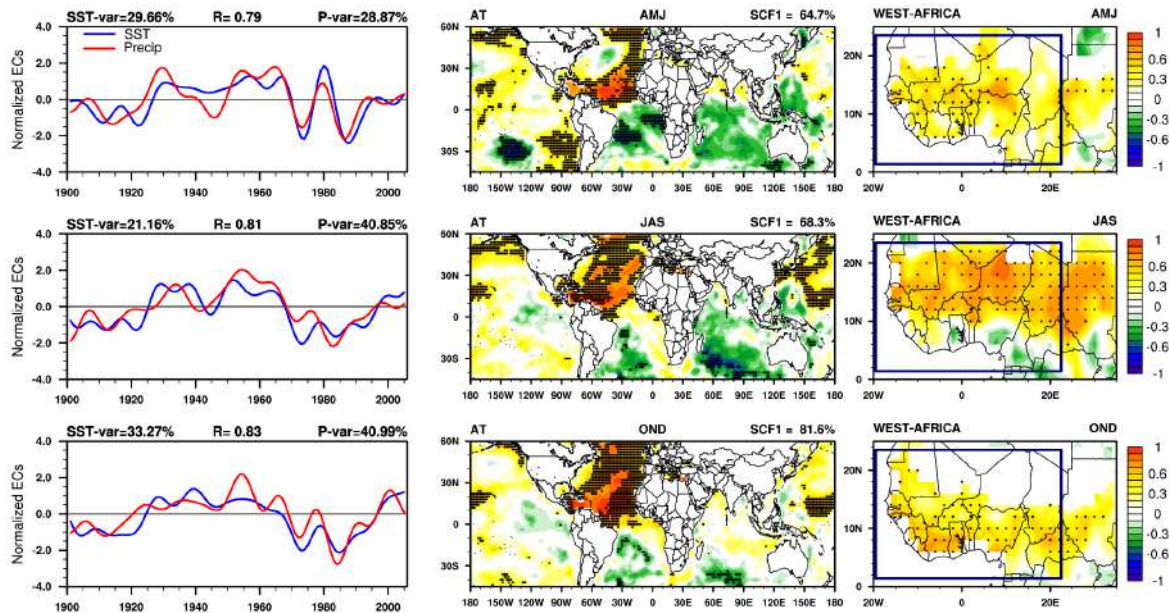 SST-var=29.66% R= 0.79 P-var=28.87%
4.0
2.0
0.0
-2.0
-4.0
Normalized ECs
SST
Precip
1900 1920 1940 1960 1980 2000
AT AMJ SCF1 = 64.7%
60N
30N
0
30S
180 150W 120W 90W 60W 30W 0 30E 60E 90E 120E 150E 180
WEST-AFRICA AMJ
20N
10N
0
20W 0 20E
1
0.6
0.3
0
-0.3
-0.6
-1
SST-var=21.16% R= 0.81 P-var=40.85%
4.0
2.0
0.0
-2.0
-4.0
Normalized ECs
1900 1920 1940 1960 1980 2000
AT JAS SCF1 = 68.3%
60N
30N
0
30S
180 150W 120W 90W 60W 30W 0 30E 60E 90E 120E 150E 180
WEST-AFRICA JAS
20N
10N
0
20W 0 20E
1
0.6
0.3
0
-0.3
-0.6
-1
SST-var=33.27% R= 0.83 P-var=40.99%
4.0
2.0
0.0
-2.0
-4.0
Normalized ECs
1900 1920 1940 1960 1980 2000
AT OND SCF1 = 81.6%
60N
30N
0
30S
180 150W 120W 90W 60W 30W 0 30E 60E 90E 120E 150E 180
WEST-AFRICA OND
20N
10N
0
20W 0 20E
1
0.6
0.3
0
-0.3
-0.6
-1